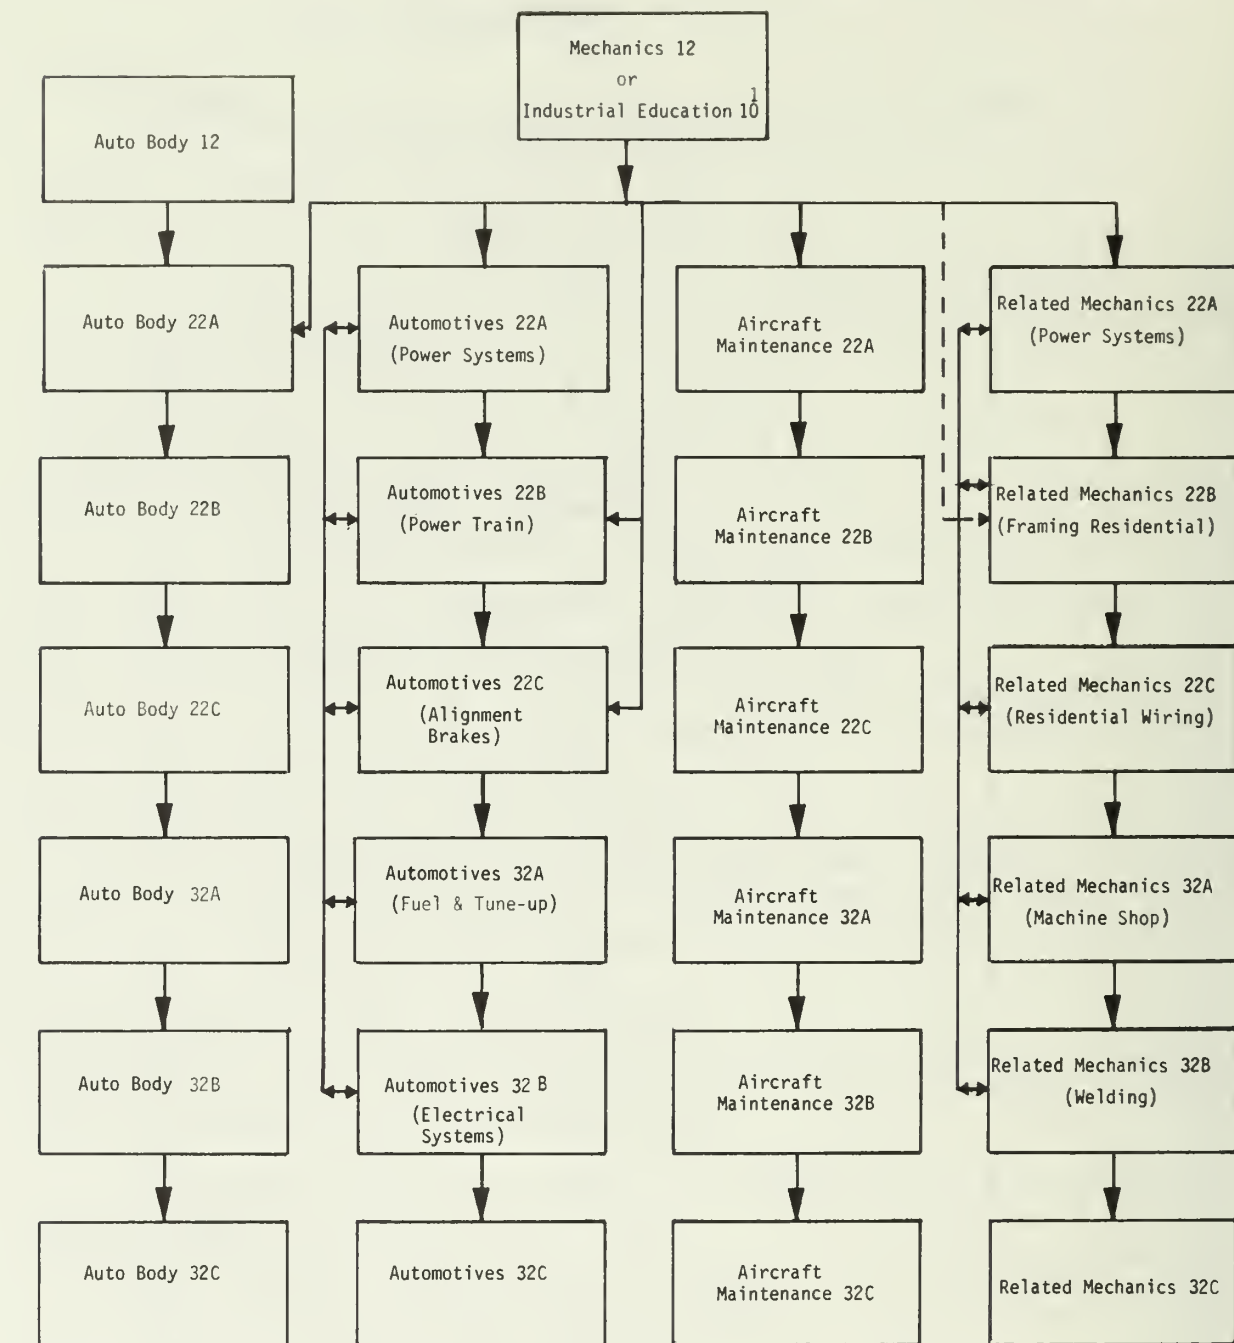 Mechanics 12
or
Industrial Education 10 1
Auto Body 12
Auto Body 22A
Automotives 22A
(Power Systems)
Aircraft
Maintenance 22A
Related Mechanics 22A
(Power Systems)
Auto Body 22B
Automotives 22B
(Power Train)
Aircraft
Maintenance 22B
Related Mechanics 22B
(Framing Residential)
Auto Body 22C
Automotives 22C
(Alignment
Brakes)
Aircraft
Maintenance 22C
Related Mechanics 22C
(Residential Wiring)
Auto Body 32A
Automotives 32A
(Fuel & Tune-up)
Aircraft
Maintenance 32A
Related Mechanics 32A
(Machine Shop)
Auto Body 32B
Automotives 32 B
(Electrical
Systems)
Aircraft
Maintenance 32B
Related Mechanics 32B
(Welding)
Auto Body 32C
Automotives 32C
Aircraft
Maintenance 32C
Related Mechanics 32C